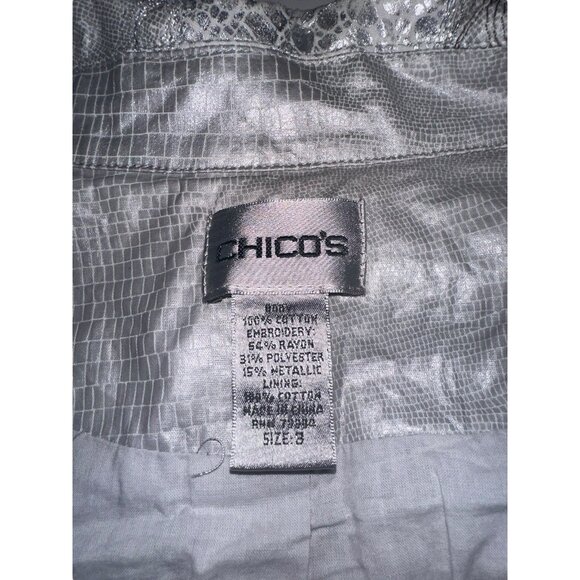 CHICO'S
BODY:
100% COTTON
EMBROIDERY:
54% RAYON
31% POLYESTER
15% METALLIC
LINING:
100% COTTON
MADE IN CHINA
RN#
SIZE: 3